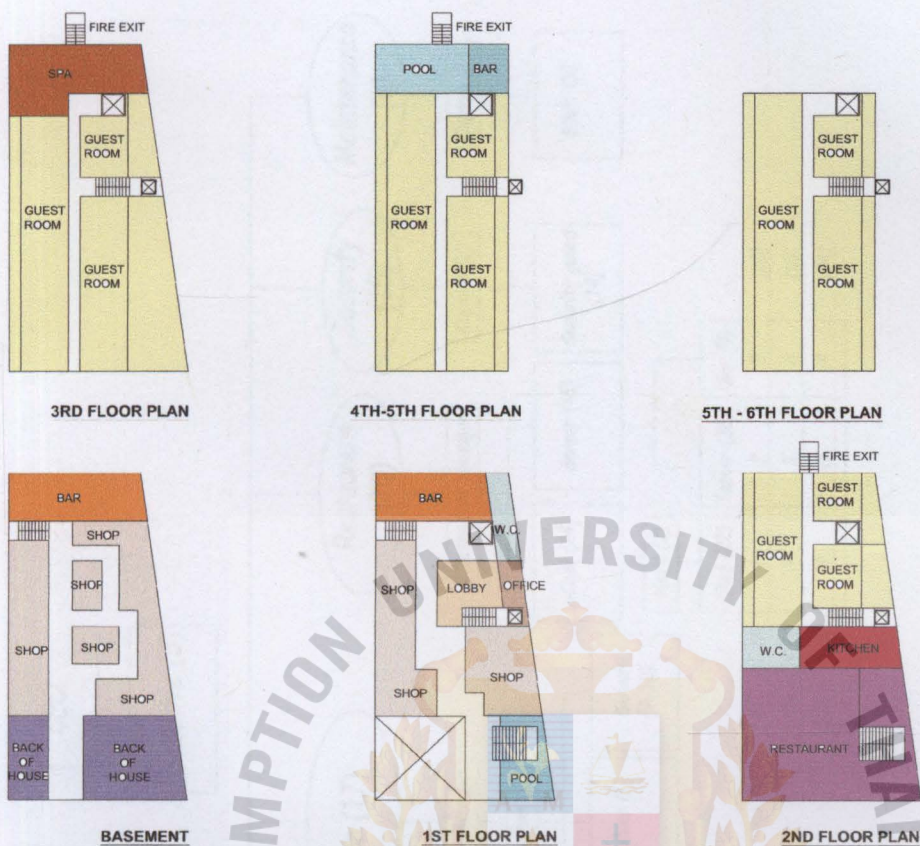 FIRE EXIT
SPA
GUEST
ROOM
GUEST
ROOM
GUEST
ROOM
3RD FLOOR PLAN
FIRE EXIT
POOL
BAR
GUEST
ROOM
GUEST
ROOM
GUEST
ROOM
4TH-5TH FLOOR PLAN
GUEST
ROOM
GUEST
ROOM
GUEST
ROOM
5TH - 6TH FLOOR PLAN
BAR
SHOP
SHOP
SHOP
SHOP
SHOP
BACK
OF
HOUSE
BACK
OF
HOUSE
BASEMENT
BAR
W.C.
SHOP
LOBBY
OFFICE
SHOP
SHOP
POOL
1ST FLOOR PLAN
FIRE EXIT
GUEST
ROOM
GUEST
ROOM
GUEST
ROOM
W.C.
KITCHEN
RESTAURANT
2ND FLOOR PLAN
MPTION UNIVERSITY OF THA